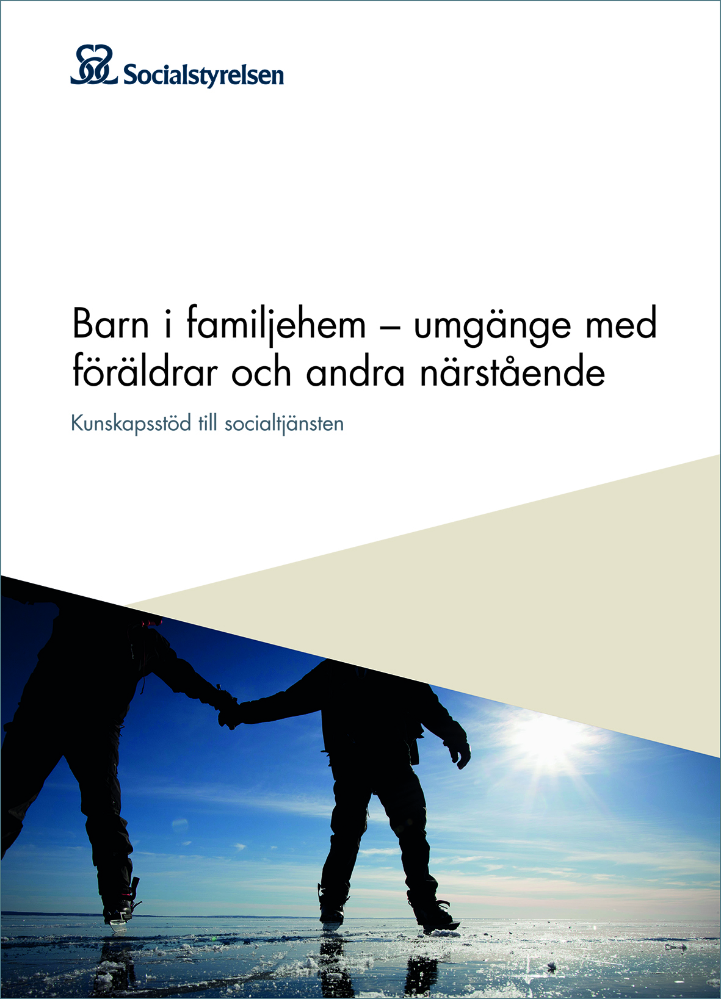 Socialstyrelsen
Barn i familjehem – umgänge med
föräldrar och andra närstående
Kunskapsstöd till socialtjänsten